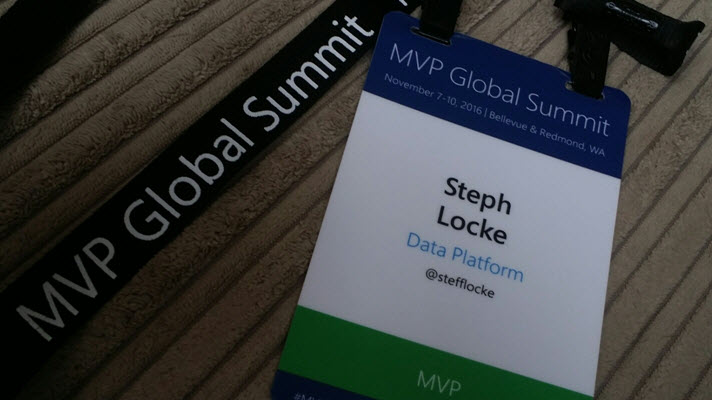 MVP Global Summit
MVP Global Summit
November 7-10, 2016 | Bellevue & Redmond, WA
Steph
Locke
Data Platform
@stefflocke
MVP